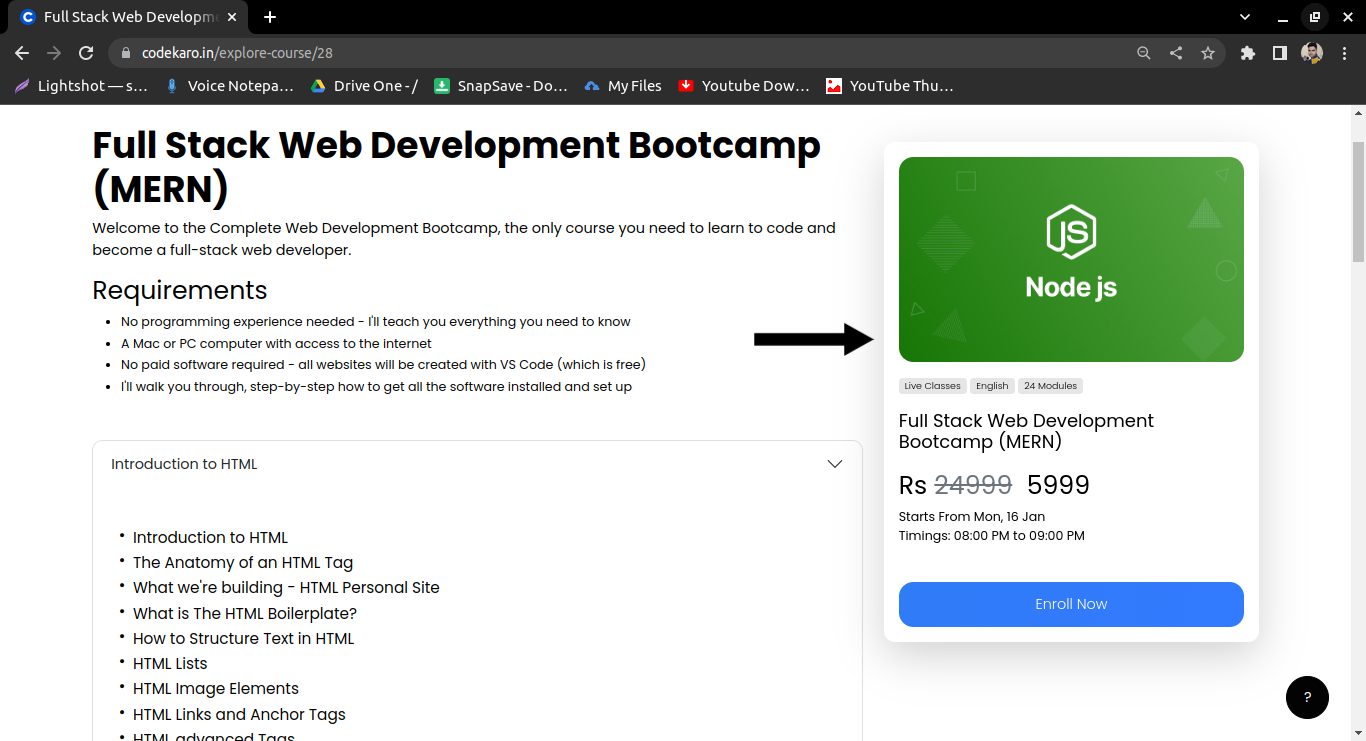 Full Stack Web Developm
codekaro.in/explore-course/28
Lightshot — s...
Voice Notepa...
Drive One - /
SnapSave - Do...
My Files
Youtube Dow...
YouTube Thu...
Full Stack Web Development Bootcamp
(MERN)
Welcome to the Complete Web Development Bootcamp, the only course you need to learn to code and
become a full-stack web developer.
Requirements
• No programming experience needed - I'll teach you everything you need to know
• A Mac or PC computer with access to the internet
• No paid software required - all websites will be created with VS Code (which is free)
• I'll walk you through, step-by-step how to get all the software installed and set up
Introduction to HTML
• Introduction to HTML
• The Anatomy of an HTML Tag
• What we're building - HTML Personal Site
• What is The HTML Boilerplate?
• How to Structure Text in HTML
• HTML Lists
• HTML Image Elements
• HTML Links and Anchor Tags
• HTML advanced Tags
JS
Node js
Live Classes English 24 Modules
Full Stack Web Development
Bootcamp (MERN)
Rs 24999 5999
Starts From Mon, 16 Jan
Timings: 08:00 PM to 09:00 PM
Enroll Now
?